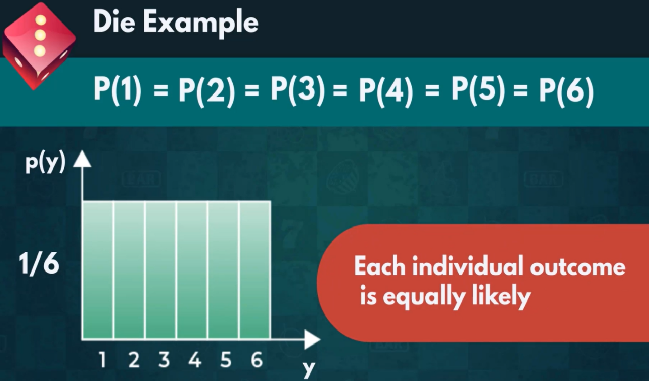 Die Example
P(1) = P(2) = P(3) = P(4) = P(5) = P(6)
p(y)
1/6
1 2 3 4 5 6
y
Each individual outcome
is equally likely